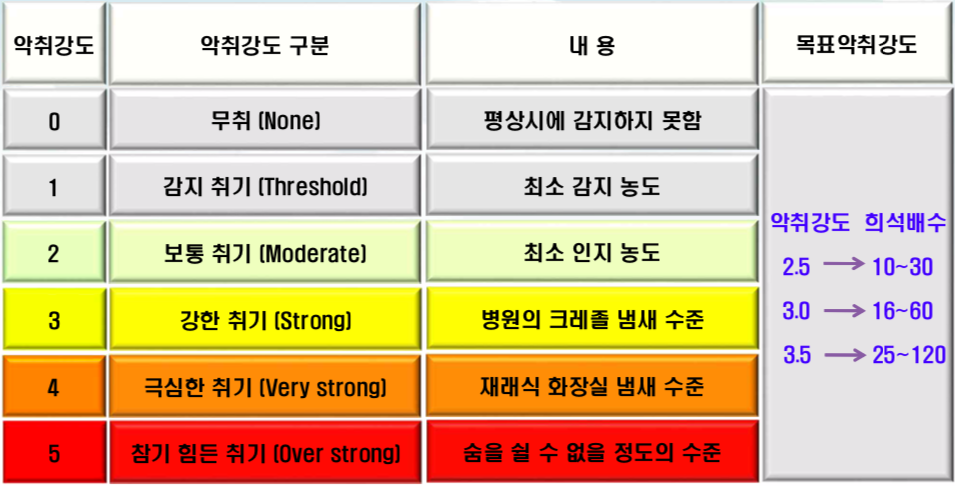 악취강도 악취강도 구분 내 용 목표악취강도
0 무취 (None) 평상시에 감지하지 못함
1 감지 취기 (Threshold) 최소 감지 농도
2 보통 취기 (Moderate) 최소 인지 농도
3 강한 취기 (Strong) 병원의 크레졸 냄새 수준
4 극심한 취기 (Very strong) 재래식 화장실 냄새 수준
5 참기 힘든 취기 (Over strong) 숨을 쉴 수 없을 정도의 수준
악취강도 희석배수
2.5 → 10~30
3.0 → 16~60
3.5 → 25~120